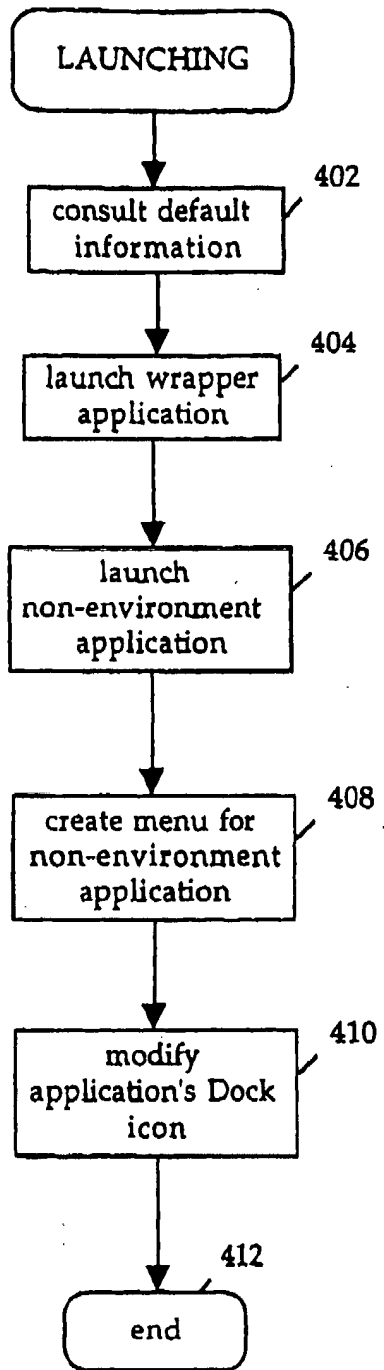 LAUNCHING
402
consult default
information
404
launch wrapper
application
406
launch
non-environment
application
408
create menu for
non-environment
application
410
modify
application's Dock
icon
412
end